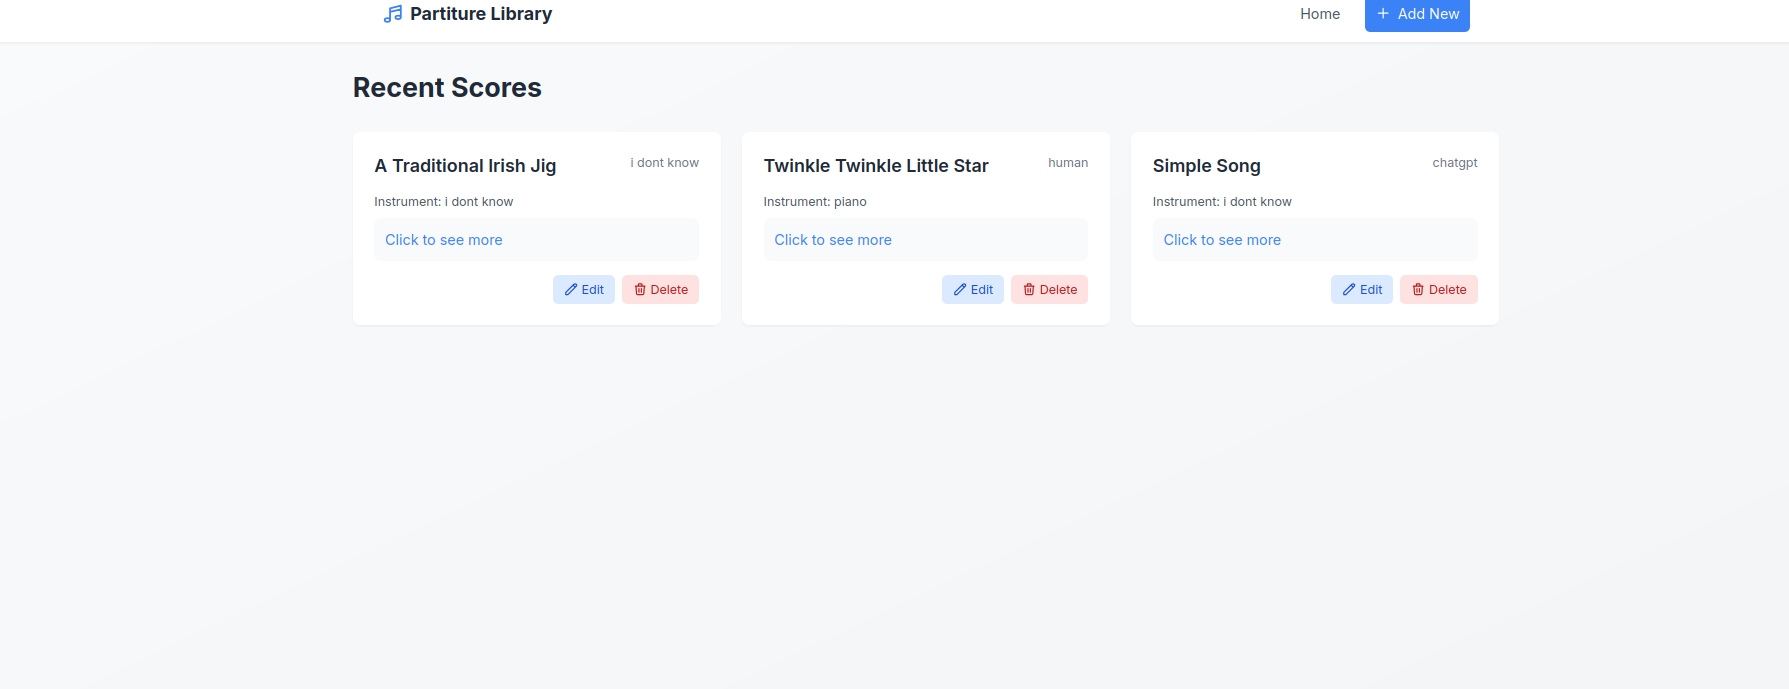 Partiture Library
Home
Add New
Recent Scores
A Traditional Irish Jig
i dont know
Instrument: i dont know
Click to see more
Edit
Delete
Twinkle Twinkle Little Star
human
Instrument: piano
Click to see more
Edit
Delete
Simple Song
chatgpt
Instrument: i dont know
Click to see more
Edit
Delete